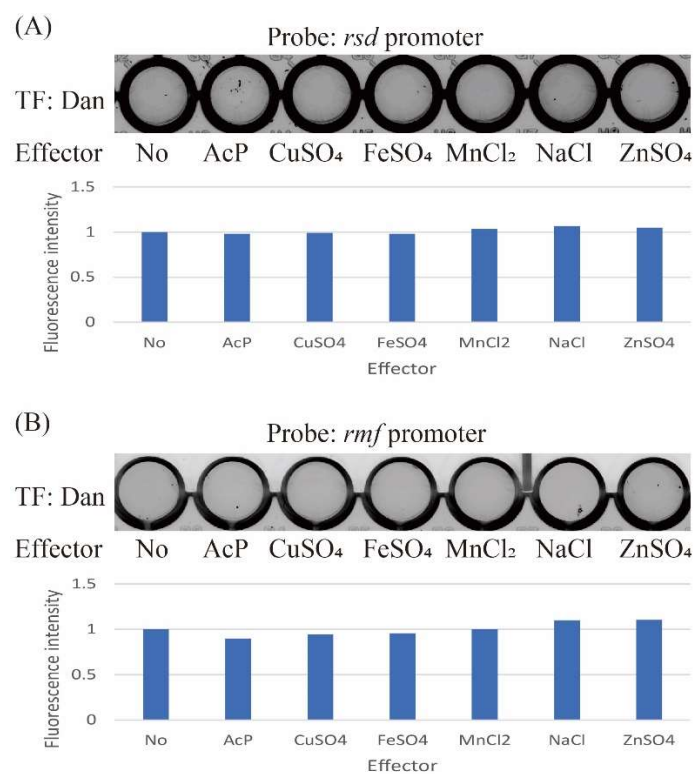 (A)
Probe: rsd promoter
TF: Dan
Effector No AcP CuSO₄ FeSO₄ MnCl₂ NaCl ZnSO₄
1.5
1
0.5
0
Fluorescence intensity
No AcP CuSO4 FeSO4 MnCl2 NaCl ZnSO4
Effector
(B)
Probe: rmf promoter
TF: Dan
Effector No AcP CuSO₄ FeSO₄ MnCl₂ NaCl ZnSO₄
1.5
1
0.5
0
Fluorescence intensity
No AcP CuSO4 FeSO4 MnCl2 NaCl ZnSO4
Effector